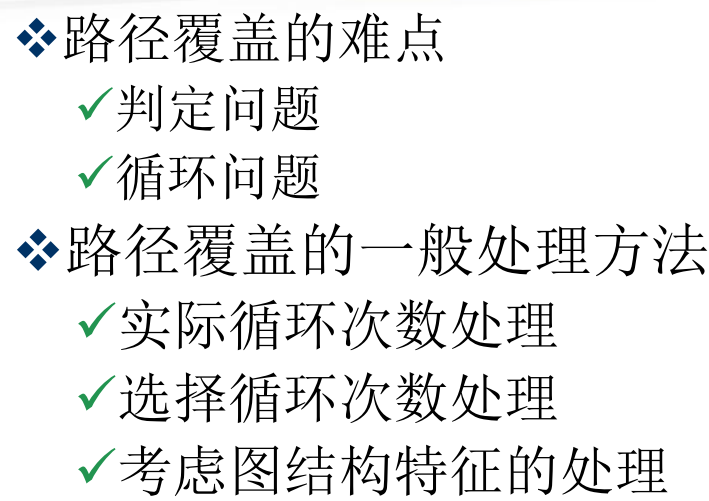 ❖路径覆盖的难点
✓判定问题
✓循环问题
❖路径覆盖的一般处理方法
✓实际循环次数处理
✓选择循环次数处理
✓考虑图结构特征的处理